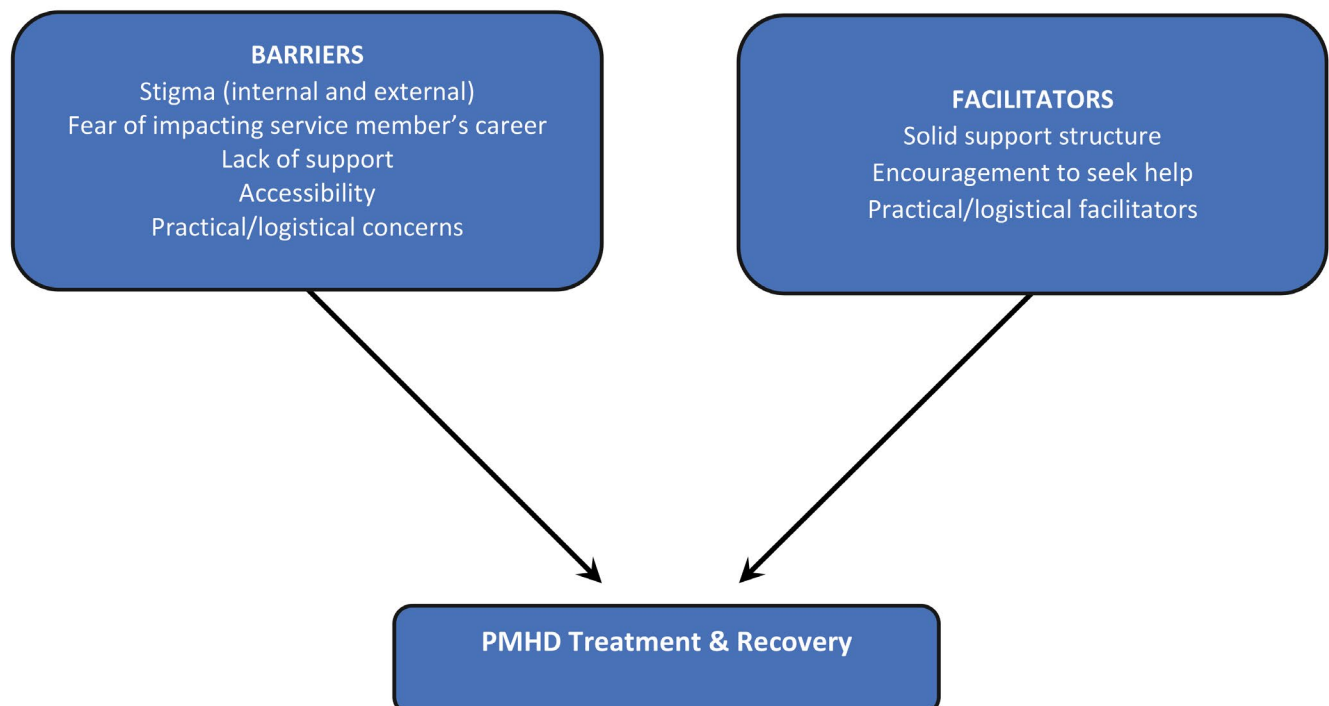 BARRIERS
Stigma (internal and external)
Fear of impacting service member’s career
Lack of support
Accessibility
Practical/logistical concerns
FACILITATORS
Solid support structure
Encouragement to seek help
Practical/logistical facilitators
PMHD Treatment & Recovery